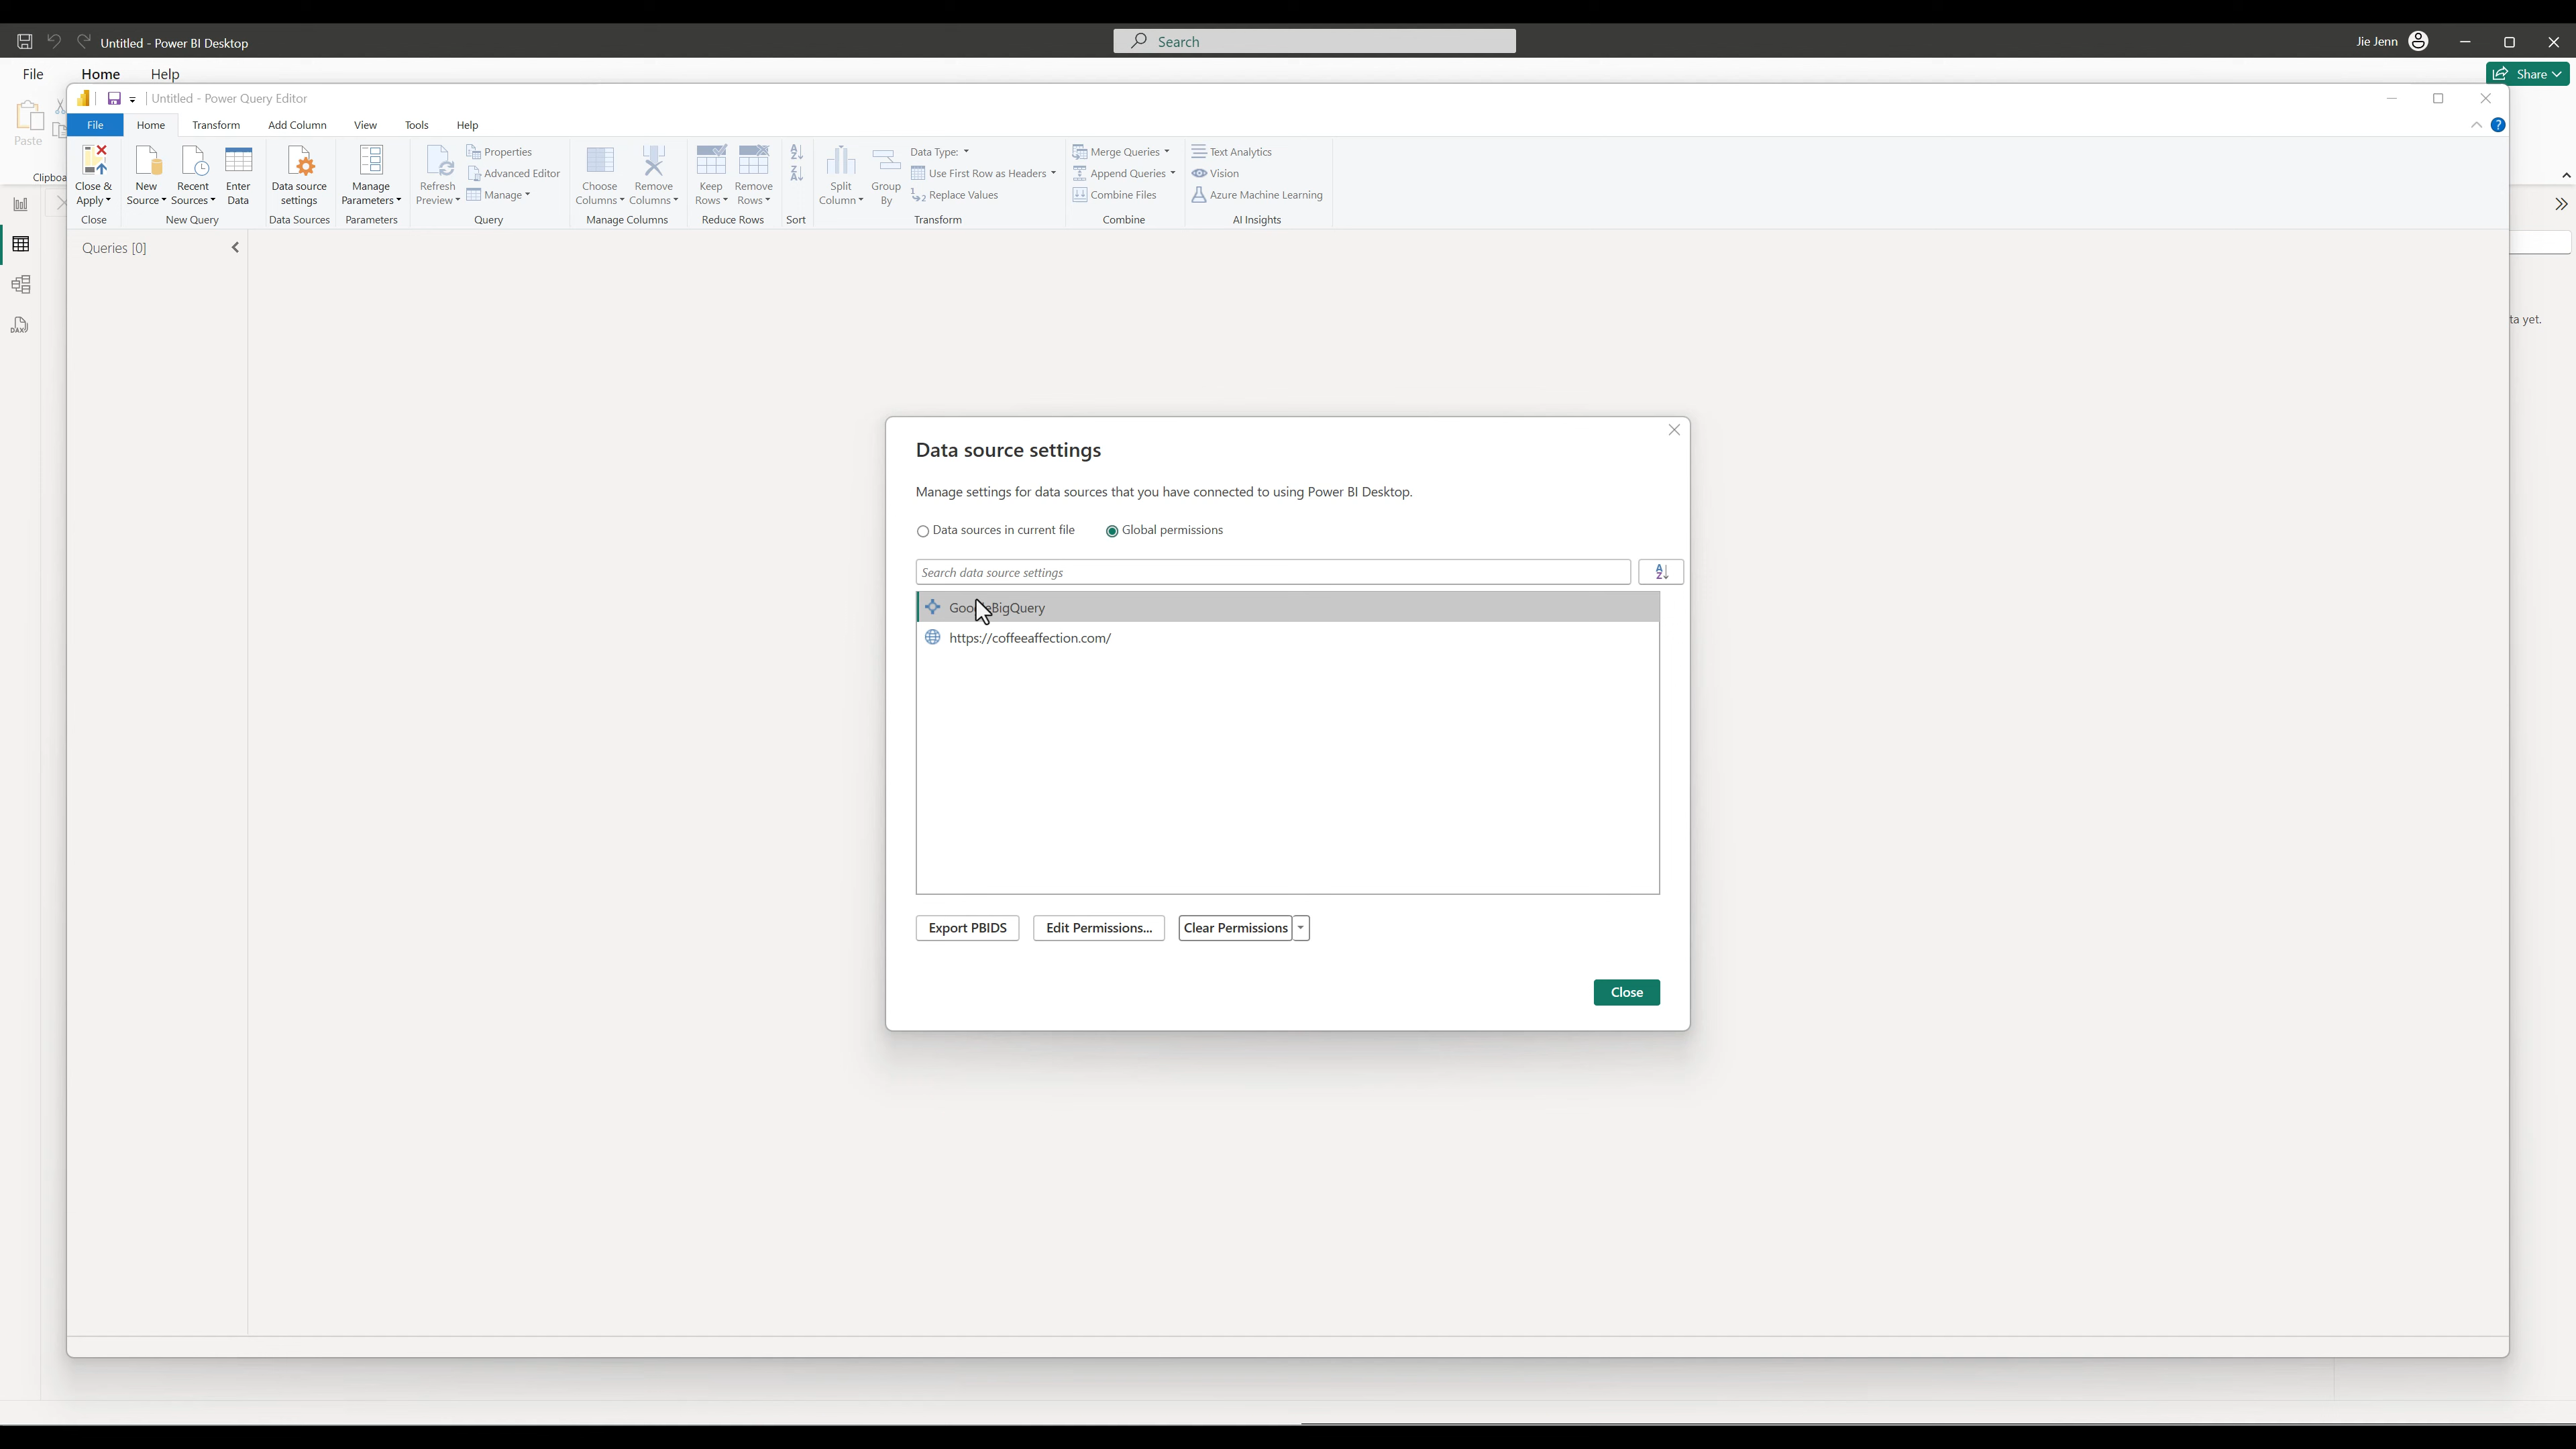 Untitled - Power BI Desktop
Search
Jie Jenn
File Home Help
Share
Untitled - Power Query Editor
File Home Transform Add Column View Tools Help
Paste
Close & Apply
New Source
Recent Sources
Enter Data
Data source settings
Manage Parameters
Refresh Preview
Properties
Advanced Editor
Manage
Choose Columns
Remove Columns
Keep Rows
Remove Rows
Split Column
Group By
Data Type:
Use First Row as Headers
Replace Values
Merge Queries
Append Queries
Combine Files
Text Analytics
Vision
Azure Machine Learning
Clipboa
Close
New Query
Data Sources
Parameters
Query
Manage Columns
Reduce Rows
Sort
Transform
Combine
AI Insights
Queries [0]
DAX
ta yet.
Data source settings
Manage settings for data sources that you have connected to using Power BI Desktop.
Data sources in current file Global permissions
Search data source settings
https://coffeeaffection.com/
Export PBIDS Edit Permissions... Clear Permissions
Close